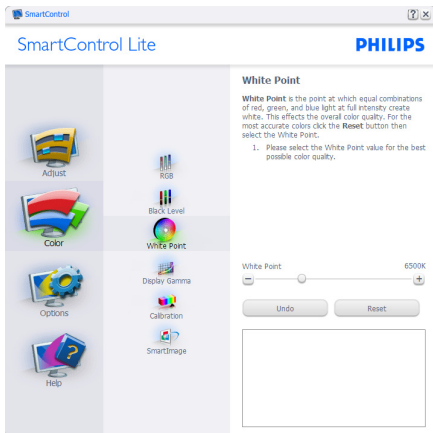 SmartControl
SmartControl Lite
PHILIPS
Adjust
Color
Options
Help
RGB
Black Level
White Point
Display Gamma
Calibration
SmartImage
White Point
White Point is the point at which equal combinations
of red, green, and blue light at full intensity create
white. This effects the overall color quality. For the
most accurate colors click the Reset button then
select the White Point.
1. Please select the White Point value for the best
possible color quality.
White Point 6500K
Undo Reset